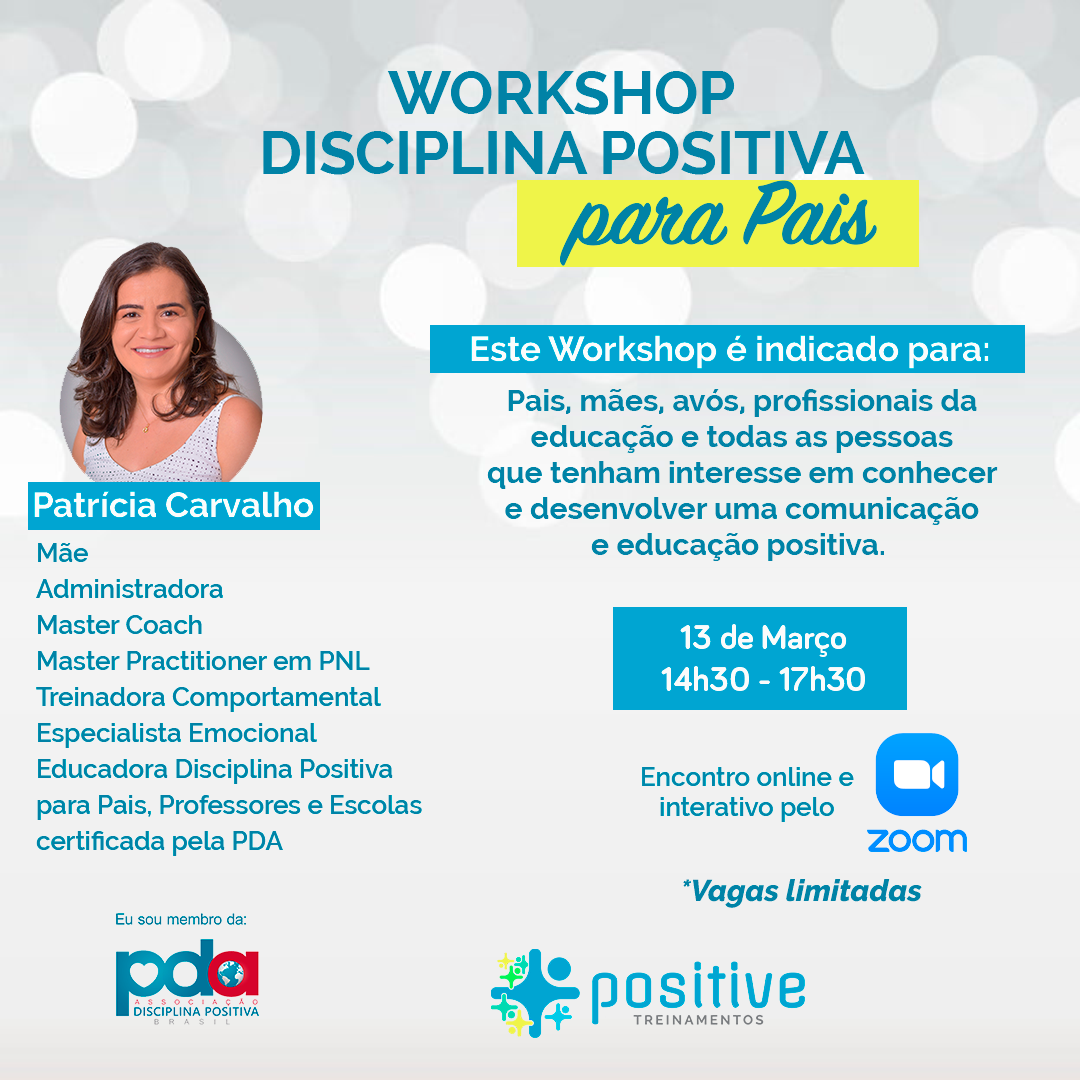 WORKSHOP
DISCIPLINA POSITIVA
para Pais
Este Workshop é indicado para:
Pais, mães, avós, profissionais da
educação e todas as pessoas
que tenham interesse em conhecer
e desenvolver uma comunicação
e educação positiva.
Patrícia Carvalho
Mãe
Administradora
Master Coach
Master Practitioner em PNL
Treinadora Comportamental
Especialista Emocional
Educadora Disciplina Positiva
para Pais, Professores e Escolas
certificada pela PDA
13 de Março
14h30 - 17h30
Encontro online e
interativo pelo
zoom
*Vagas limitadas
Eu sou membro da:
pda
ASSOCIAÇÃO
DISCIPLINA POSITIVA
BRASIL
positive
TREINAMENTOS